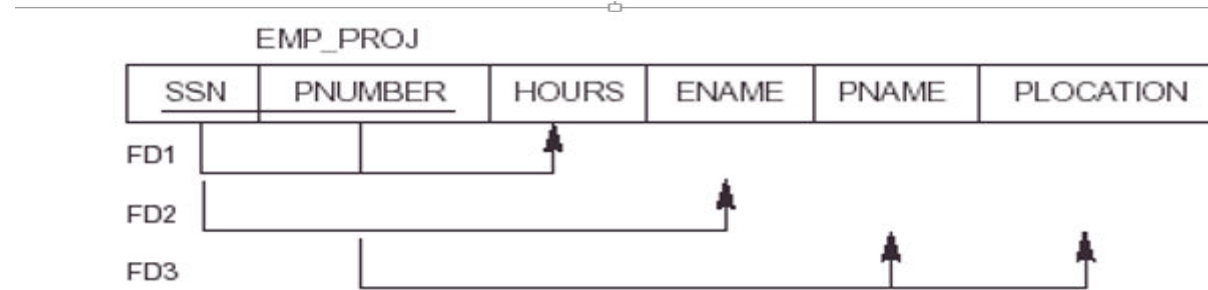 EMP_PROJ
SSN PNUMBER HOURS ENAME PNAME PLOCATION
FD1
FD2
FD3